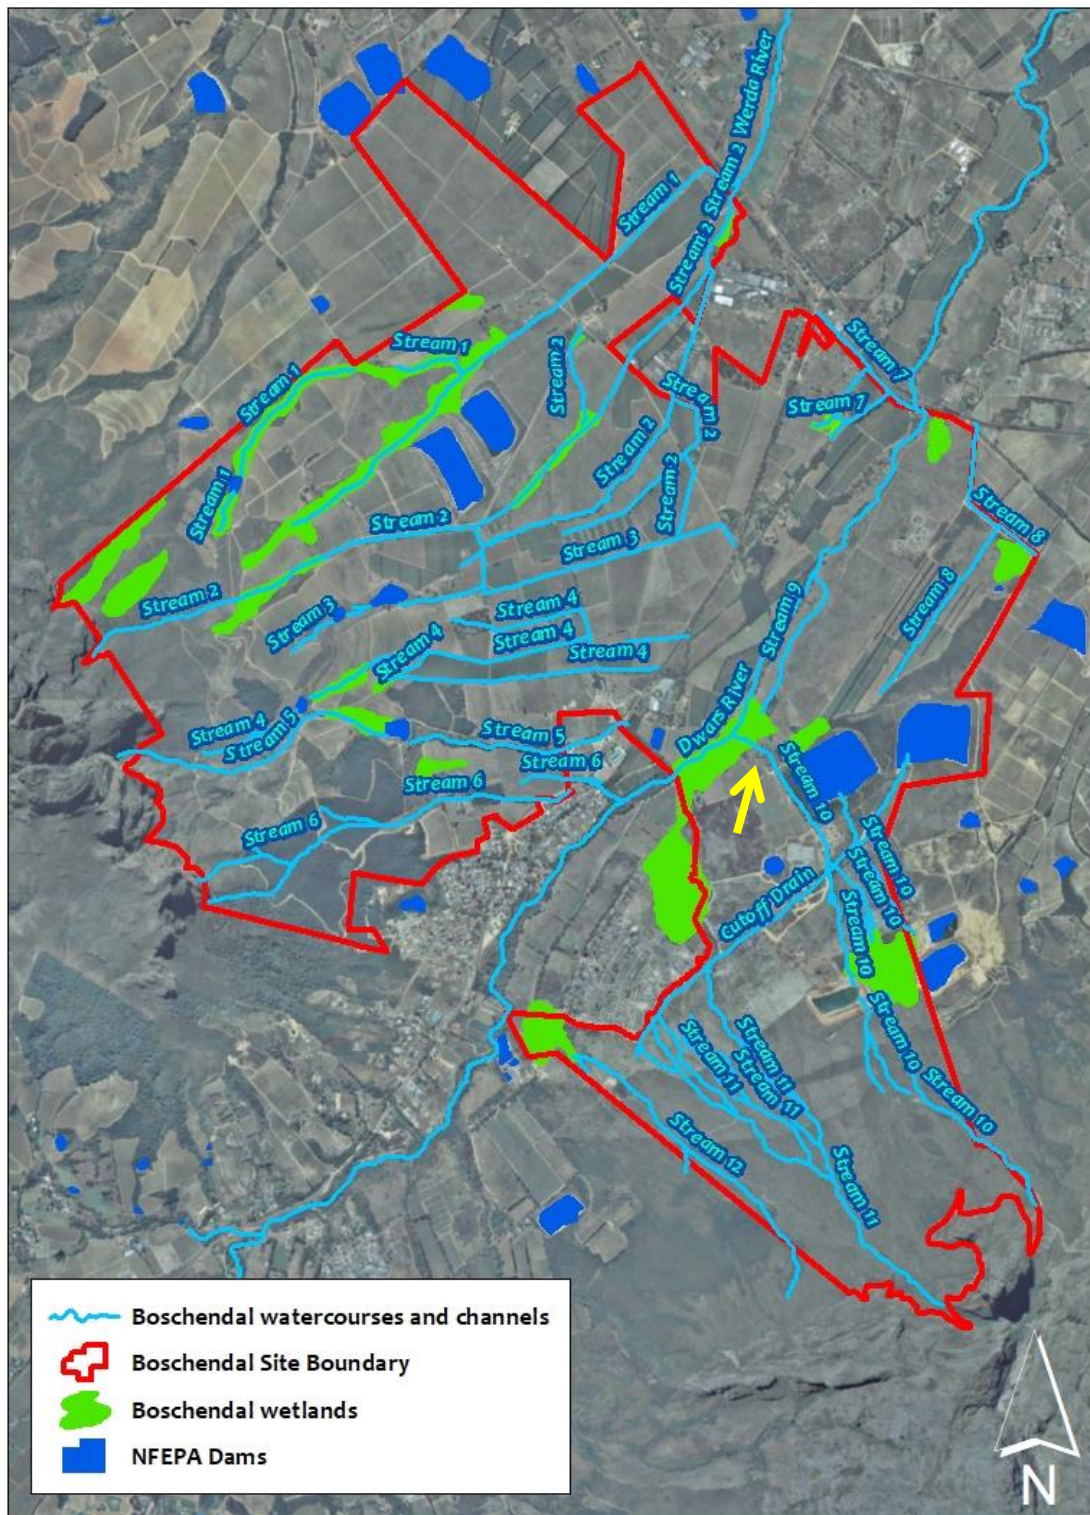 Werda River
Stream 2
Stream 1
Stream 2
Stream 1
Stream 2
Stream 7
Stream 1
Stream 2
Stream 7
Stream 2
Stream 1
Stream 2
Stream 2
Stream 3
Stream 8
Stream 2
Stream 3
Stream 4
Stream 9
Stream 8
Stream 4
Stream 4
Stream 4
Dwars River
Stream 4
Stream 5
Stream 5
Stream 6
Stream 6
Stream 10
Stream 6
Stream 10
Stream 10
Cutoff Drain
Stream 10
Stream 10
Stream 11
Stream 11
Stream 11
Stream 10
Stream 12
Stream 11
Boschendal watercourses and channels
Boschendal Site Boundary
Boschendal wetlands
NFEPA Dams
N